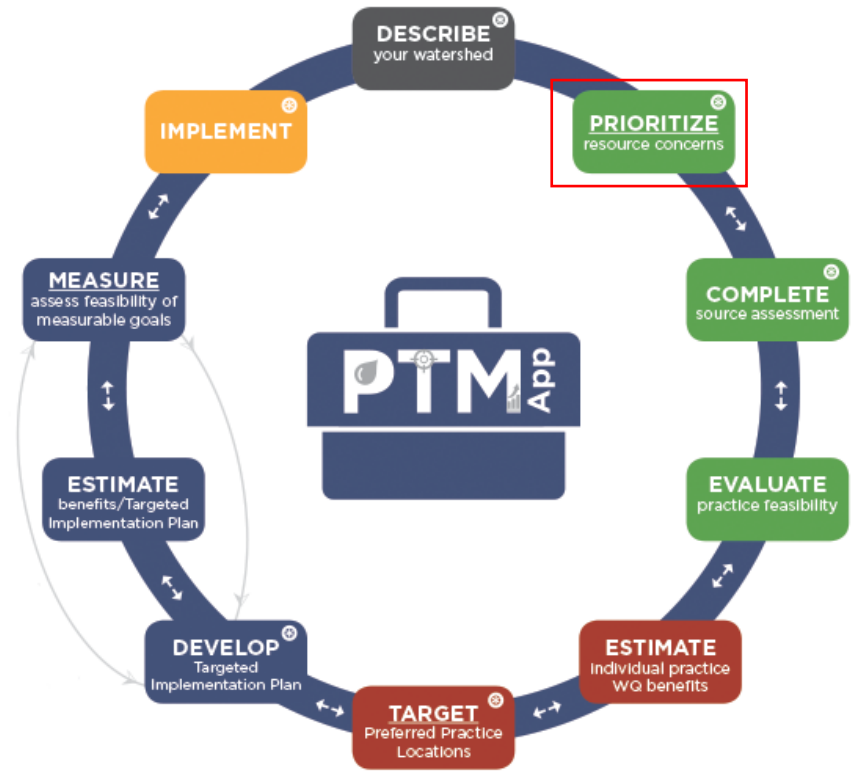 DESCRIBE
your watershed
PRIORITIZE
resource concerns
COMPLETE
source assessment
EVALUATE
practice feasibility
ESTIMATE
individual practice
WQ benefits
TARGET
Preferred Practice
Locations
DEVELOP
Targeted
Implementation Plan
ESTIMATE
benefits/Targeted
Implementation Plan
MEASURE
assess feasibility of
measurable goals
IMPLEMENT
PTM
App